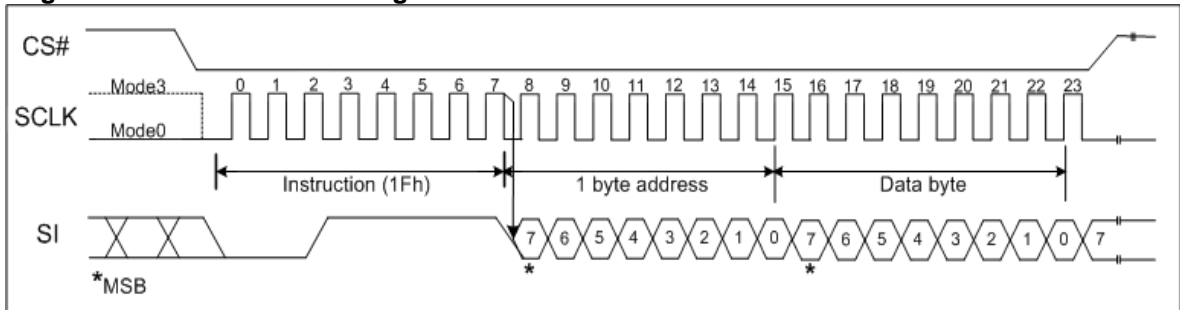 CS#
Mode3
0 1 2 3 4 5 6 7 8 9 10 11 12 13 14 15 16 17 18 19 20 21 22 23
SCLK
Mode0
Instruction (1Fh) 1 byte address Data byte
SI
7 6 5 4 3 2 1 0 7 6 5 4 3 2 1 0 7
* *
*MSB